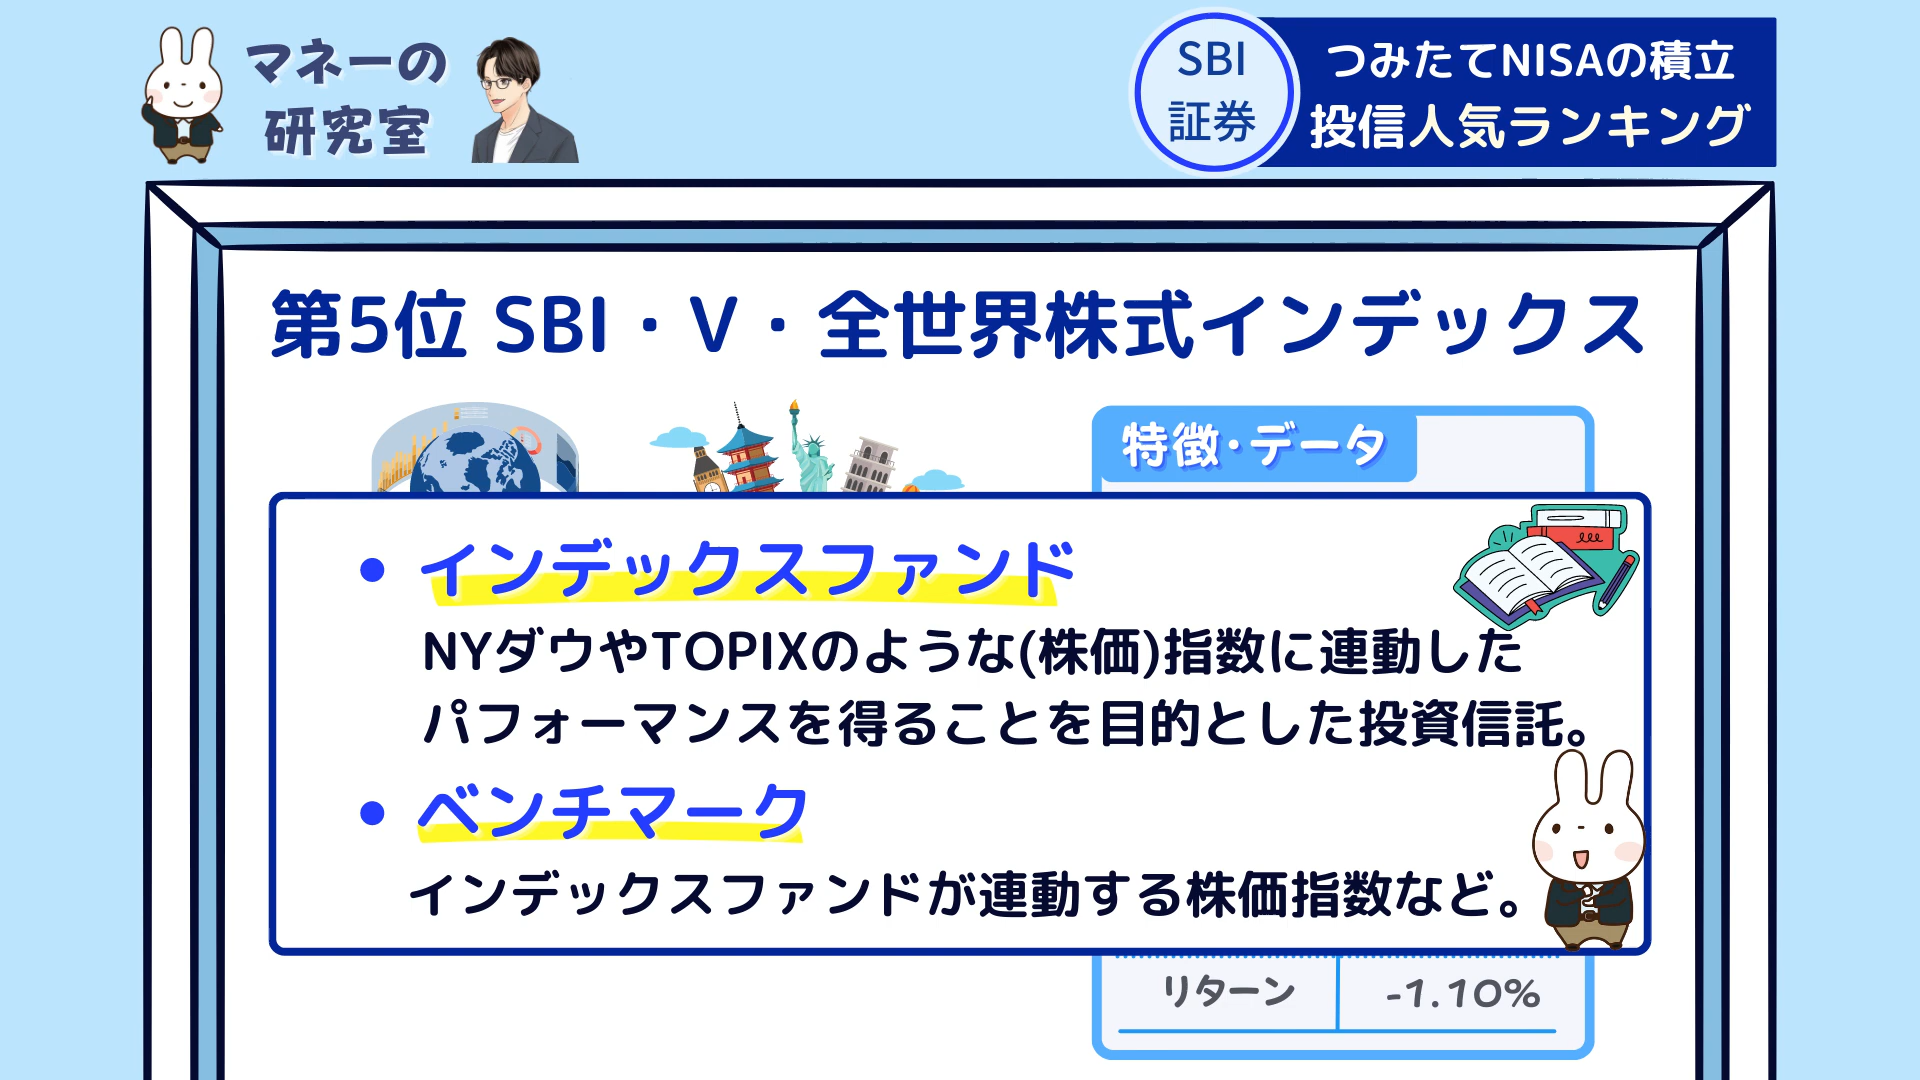 マネーの
研究室
SBI
証券
つみたてNISAの積立
投信人気ランキング
第5位 SBI・V・全世界株式インデックス
特徴・データ
• インデックスファンド
NYダウやTOPIXのような(株価)指数に連動した
パフォーマンスを得ることを目的とした投資信託。
• ベンチマーク
インデックスファンドが連動する株価指数など。
リターン -1.10%